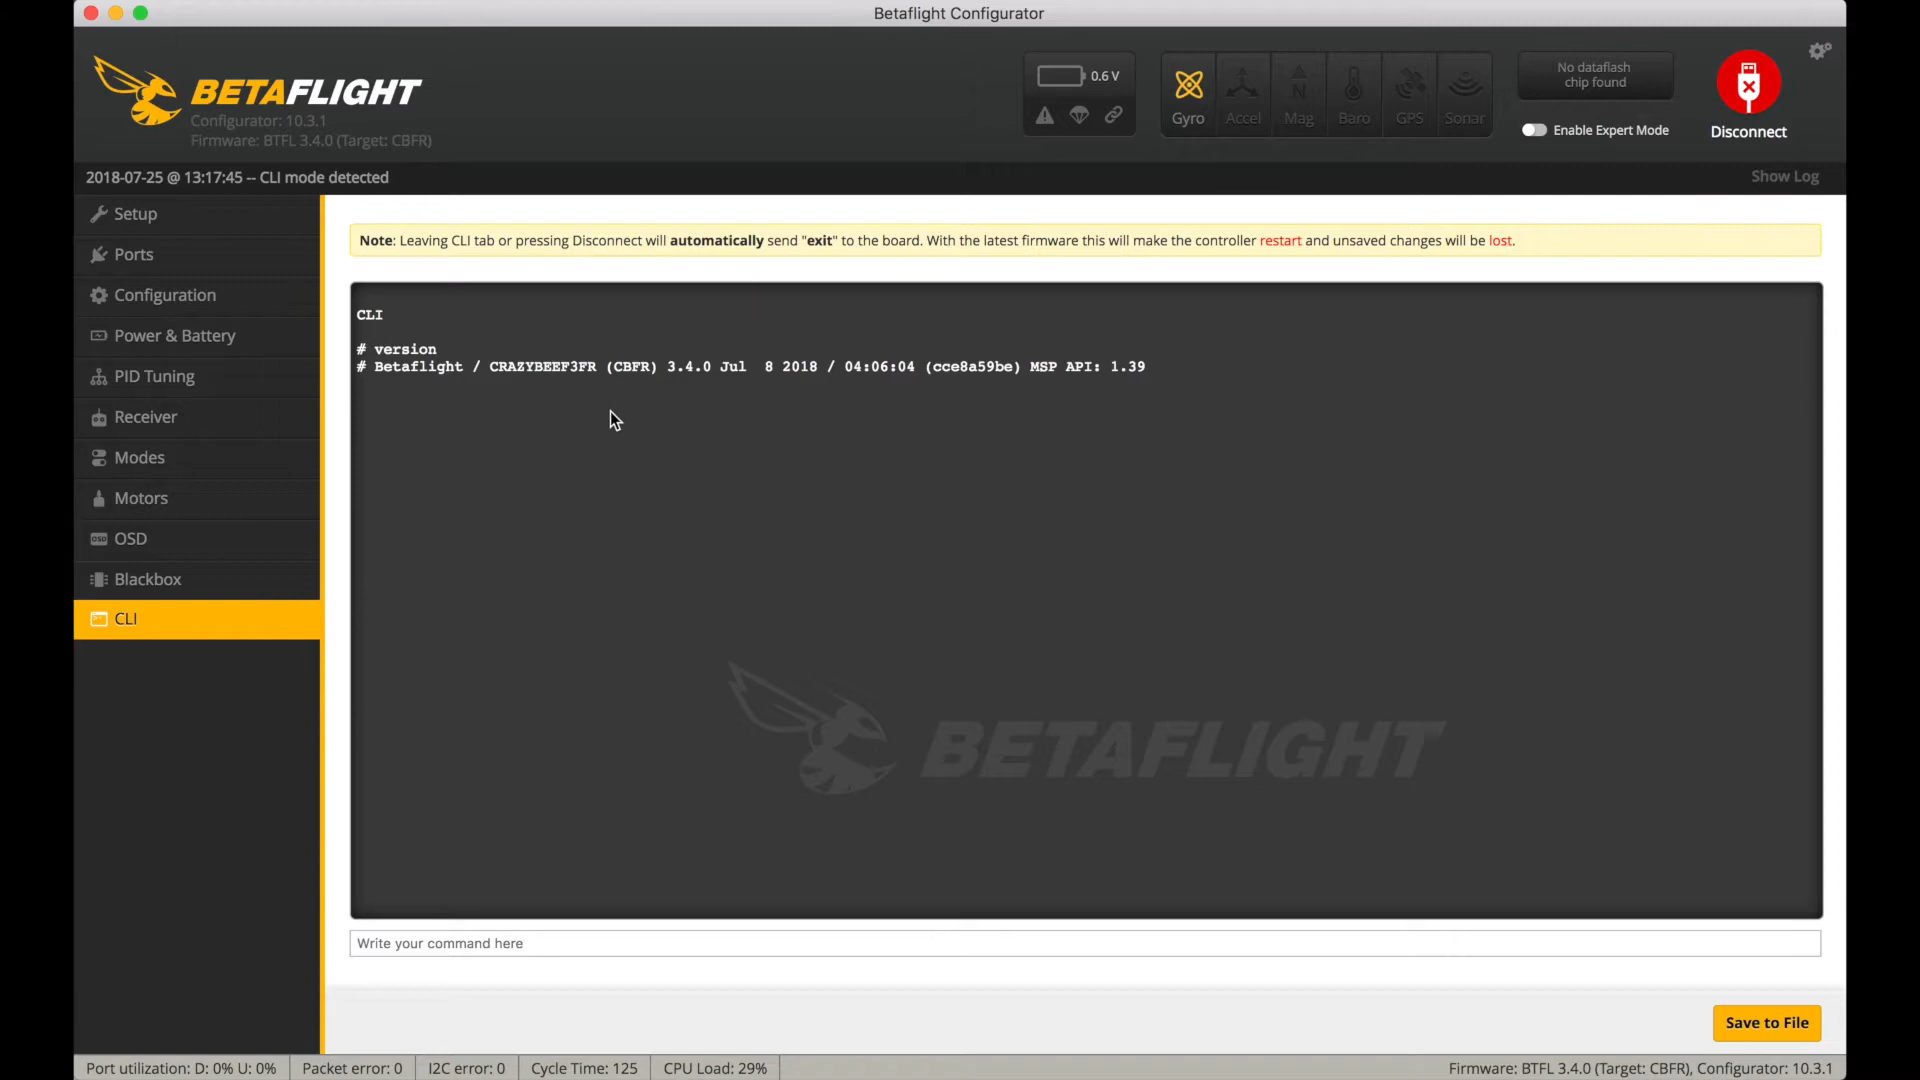 Betaflight Configurator
BETAFLIGHT
Configurator: 10.3.1
Firmware: BTFL 3.4.0 (Target: CBFR)
0.6 V
Gyro
Accel
N
Mag
Baro
GPS
Sonar
No dataflash
chip found
Enable Expert Mode
Disconnect
2018-07-25 @ 13:17:45 -- CLI mode detected
Show Log
Setup
Ports
Configuration
Power & Battery
PID Tuning
Receiver
Modes
Motors
OSD
OSD
Blackbox
CLI
Note: Leaving CLI tab or pressing Disconnect will automatically send "exit" to the board. With the latest firmware this will make the controller restart and unsaved changes will be lost.
CLI
# version
# Betaflight / CRAZYBEEF3FR (CBFR) 3.4.0 Jul  8 2018 / 04:06:04 (cce8a59be) MSP API: 1.39
BETAFLIGHT
Write your command here
Save to File
Port utilization: D: 0% U: 0%
Packet error: 0
I2C error: 0
Cycle Time: 125
CPU Load: 29%
Firmware: BTFL 3.4.0 (Target: CBFR), Configurator: 10.3.1